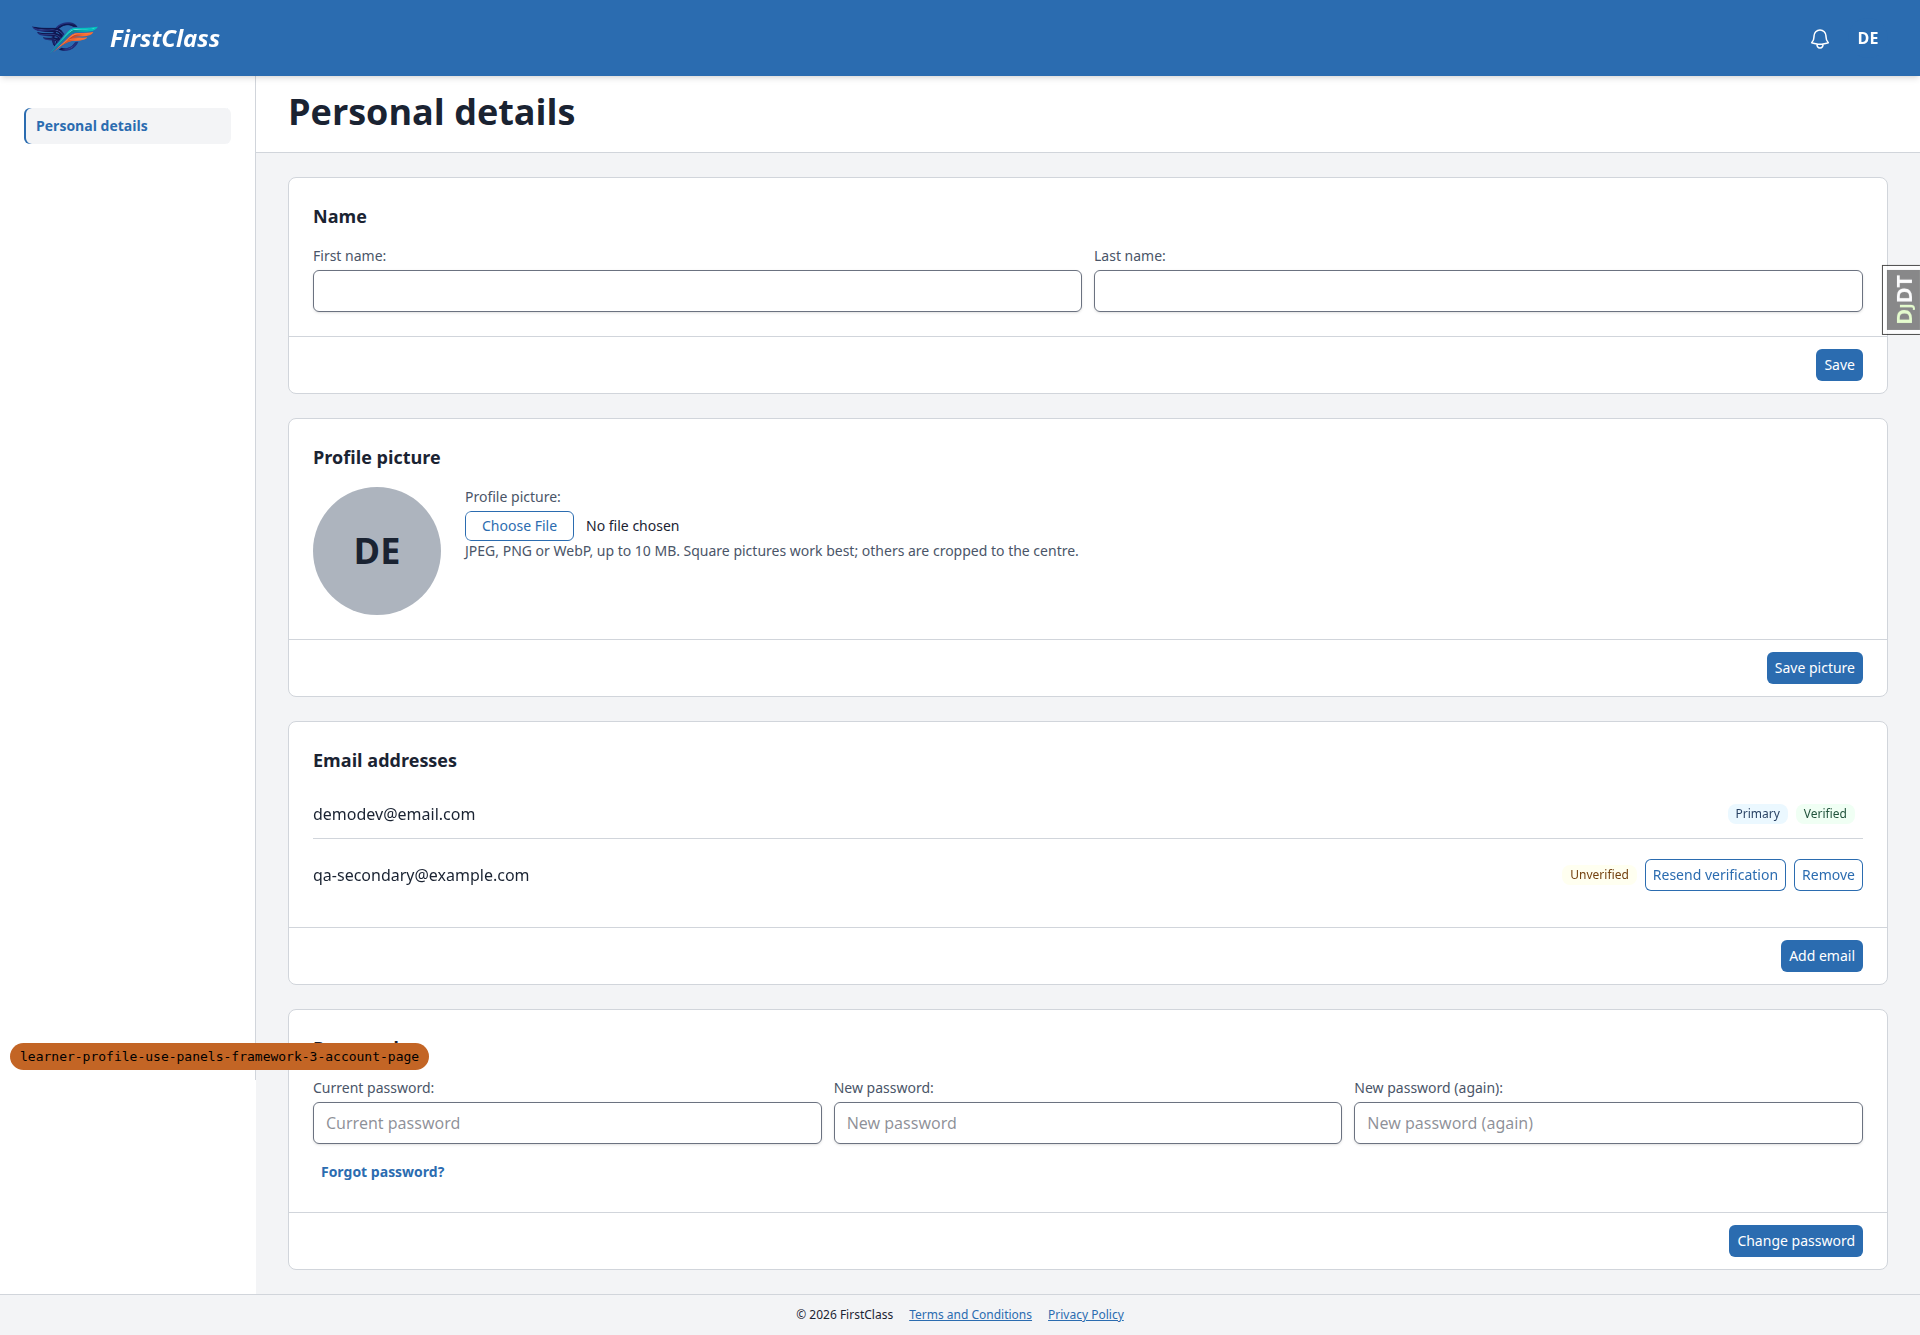 FirstClass
DE
Personal details
Personal details
Name
First name:
Last name:
DjDT
Save
Profile picture
DE
Profile picture:
Choose File No file chosen
JPEG, PNG or WebP, up to 10 MB. Square pictures work best; others are cropped to the centre.
Save picture
Email addresses
demodev@email.com
Primary Verified
qa-secondary@example.com
Unverified Resend verification Remove
Add email
learner-profile-use-panels-framework-3-account-page
Current password:
New password:
New password (again):
Current password
New password
New password (again)
Forgot password?
Change password
© 2026 FirstClass Terms and Conditions Privacy Policy